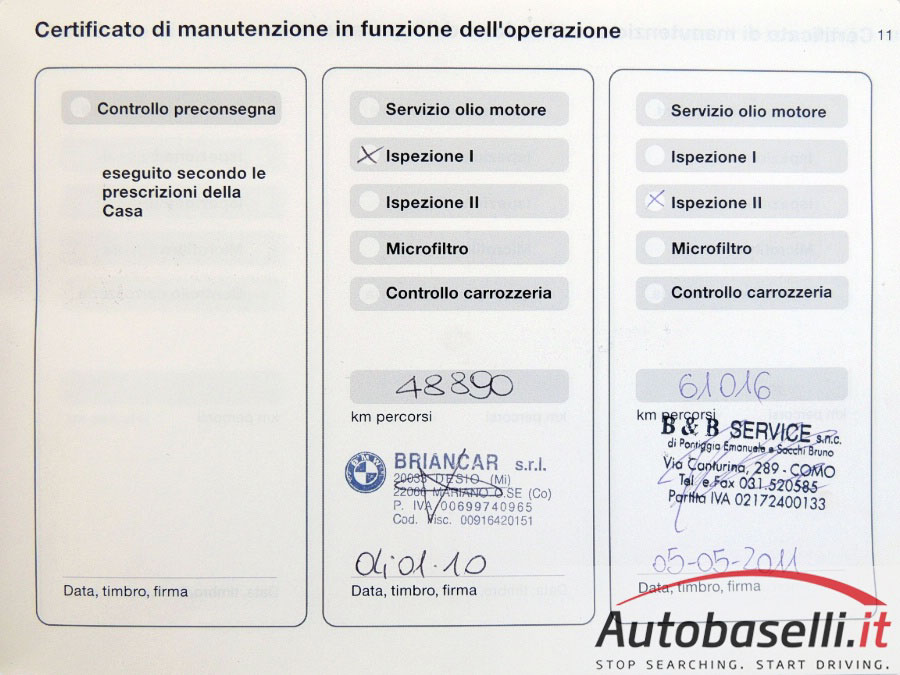 Certificato di manutenzione in funzione dell'operazione
11
Controllo preconsegna
eseguito secondo le
prescrizioni della
Casa
Data, timbro, firma
Servizio olio motore
Ispezione I
Ispezione II
Microfiltro
Controllo carrozzeria
48890
km percorsi
BMW
BRIANCAR s.r.l.
20033 DESIO (Mi)
22066 MARIANO C.SE (Co)
P. IVA 00699740965
Cod. Fisc. 00916420151
Data, timbro, firma
Servizio olio motore
Ispezione I
Ispezione II
Microfiltro
Controllo carrozzeria
61016
km percorsi
B & B SERVICE s.n.c.
di Pontiggia Emanuele e Sacchi Bruno
Via Canturina, 289 - COMO
Tel. e Fax 031.520585
Partita IVA 02172400133
05-05-2011
Data, timbro, firma
Autobaselli.it
STOP SEARCHING. START DRIVING.